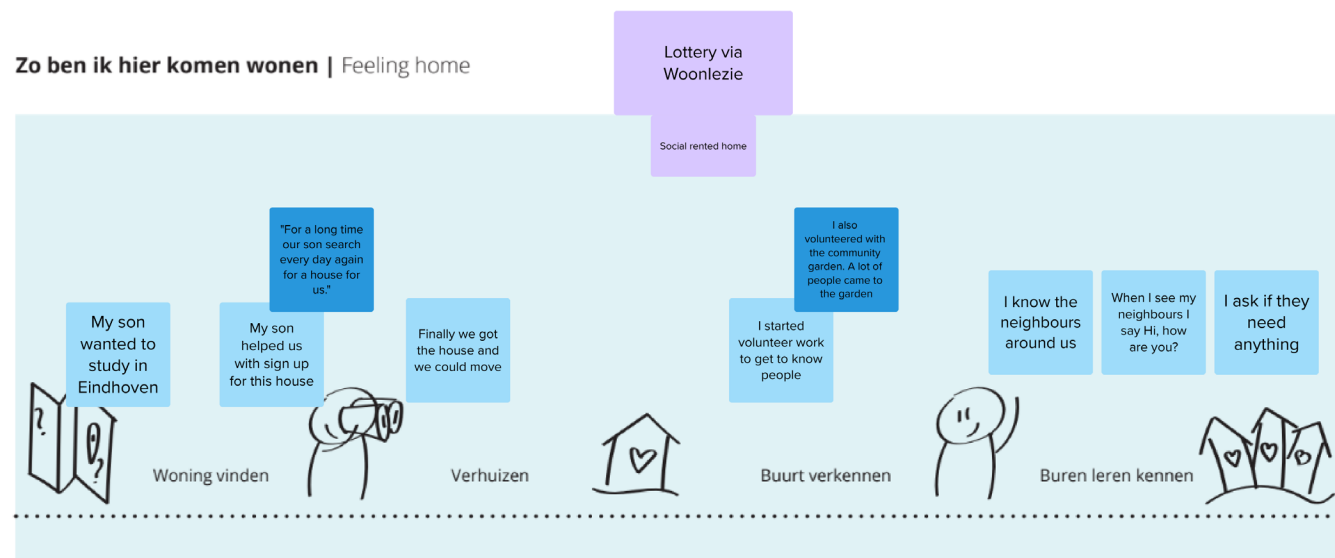 Lottery via
Woonlezie
Zo ben ik hier komen wonen | Feeling home
Social rented home
"For a long time
our son search
every day again
for a house for
us."
I also
volunteered with
the community
garden. A lot of
people came to
the garden
My son
wanted to
study in
Eindhoven
My son
helped us
with sign up
for this house
Finally we got
the house and
we could move
I started
volunteer work
to get to know
people
I know the
neighbours
around us
When I see my
neighbours I
say Hi, how
are you?
I ask if they
need
anything
?
?
Woning vinden
Verhuizen
Buurt verkennen
Buren leren kennen